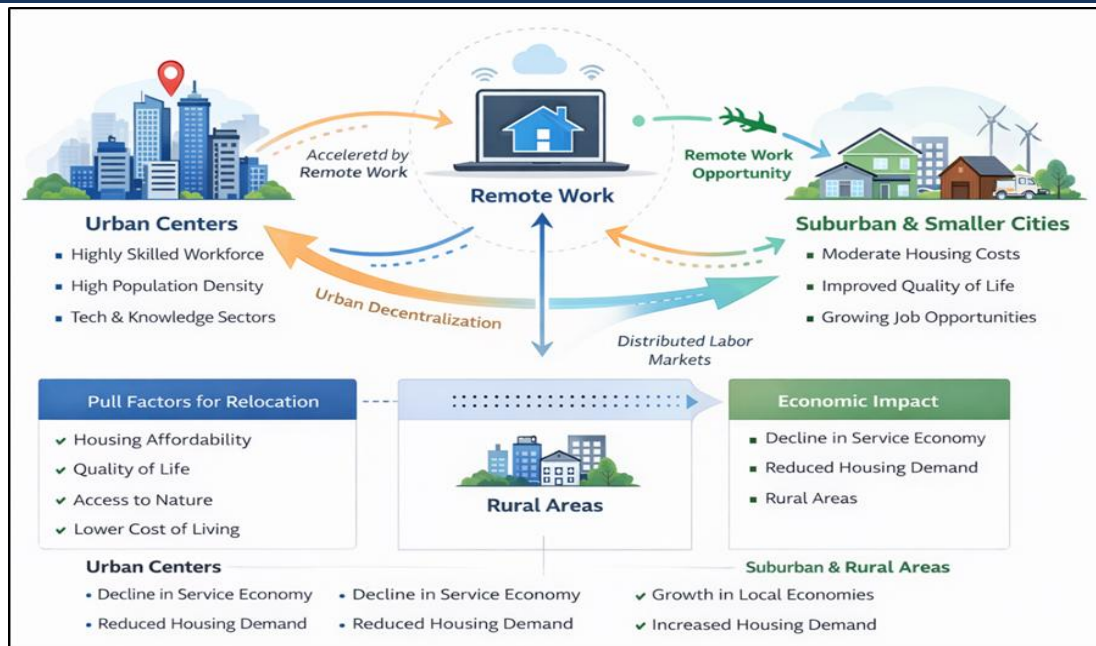 Acceleretd by
Remote Work
Remote Work
Remote Work
Opportunity
Urban Centers
▪ Highly Skilled Workforce
▪ High Population Density
▪ Tech & Knowledge Sectors
Suburban & Smaller Cities
▪ Moderate Housing Costs
▪ Improved Quality of Life
▪ Growing Job Opportunities
Urban Decentralization
Distributed Labor
Markets
Pull Factors for Relocation
✓ Housing Affordability
✓ Quality of Life
✓ Access to Nature
✓ Lower Cost of Living
Rural Areas
Economic Impact
▪ Decline in Service Economy
▪ Reduced Housing Demand
▪ Rural Areas
Urban Centers
• Decline in Service Economy
• Reduced Housing Demand
• Decline in Service Economy
• Reduced Housing Demand
Suburban & Rural Areas
✓ Growth in Local Economies
✓ Increased Housing Demand